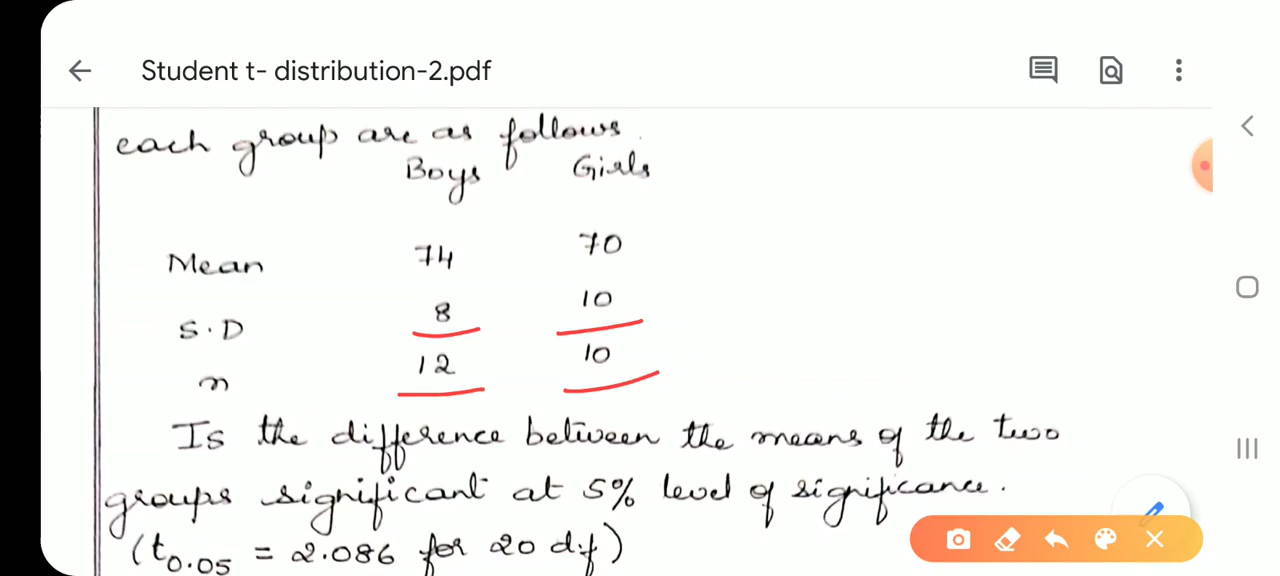 Student t- distribution-2.pdf
each group are as follows.
Boys Girls
Mean 74 70
S.D 8 10
n 12 10
Is the difference between the means of the two
groups significant at 5% level of significance.
(t0.05 = 2.086 for 20 df)